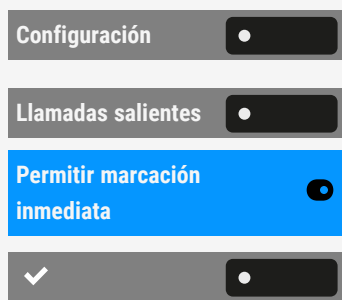 Configuración
Llamadas salientes
Permitir marcación
inmediata